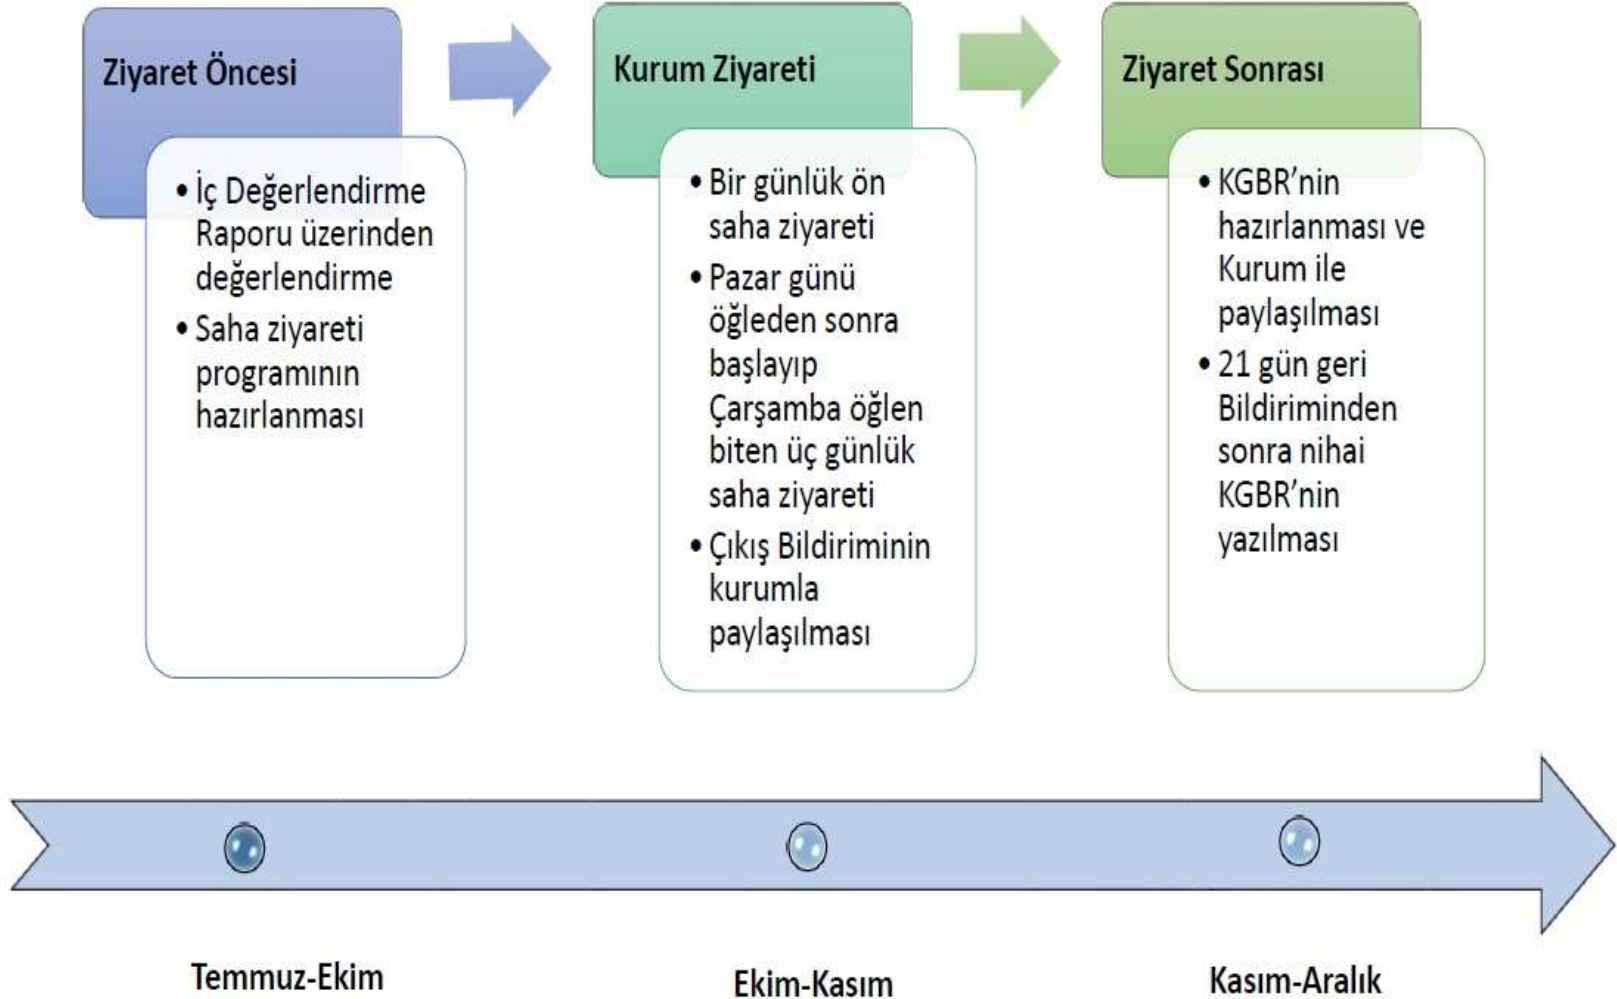 Ziyaret Öncesi
• İç Değerlendirme
Raporu üzerinden
değerlendirme
• Saha ziyareti
programının
hazırlanması
Kurum Ziyareti
• Bir günlük ön
saha ziyareti
• Pazar günü
öğleden sonra
başlayıp
Çarşamba öğlen
biten üç günlük
saha ziyareti
• Çıkış Bildiriminin
kurumla
paylaşılması
Ziyaret Sonrası
• KGBR’nin
hazırlanması ve
Kurum ile
paylaşılması
• 21 gün geri
Bildiriminden
sonra nihai
KGBR’nin
yazılması
Temmuz-Ekim
Ekim-Kasım
Kasım-Aralık